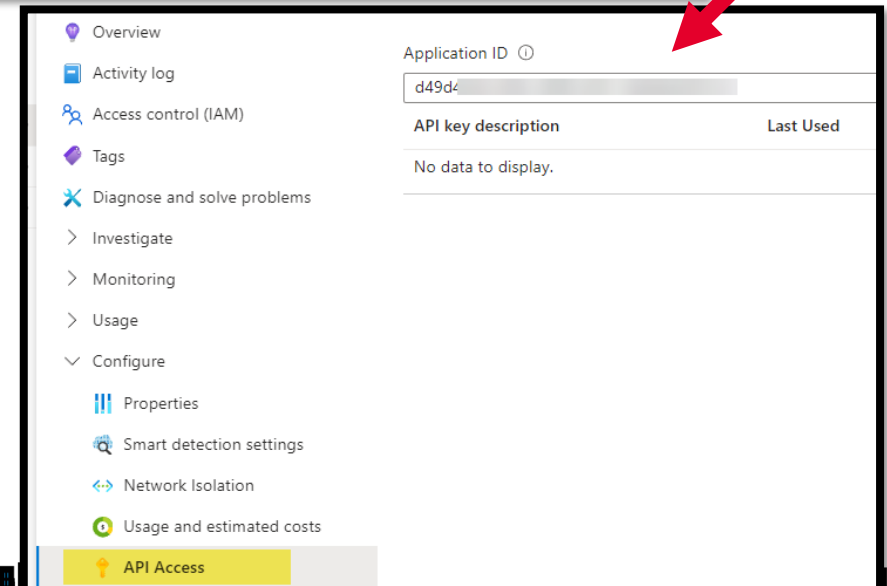 Overview
Activity log
Access control (IAM)
Tags
Diagnose and solve problems
Investigate
Monitoring
Usage
Configure
Properties
Smart detection settings
Network Isolation
Usage and estimated costs
API Access
Application ID
d49d4
API key description Last Used
No data to display.